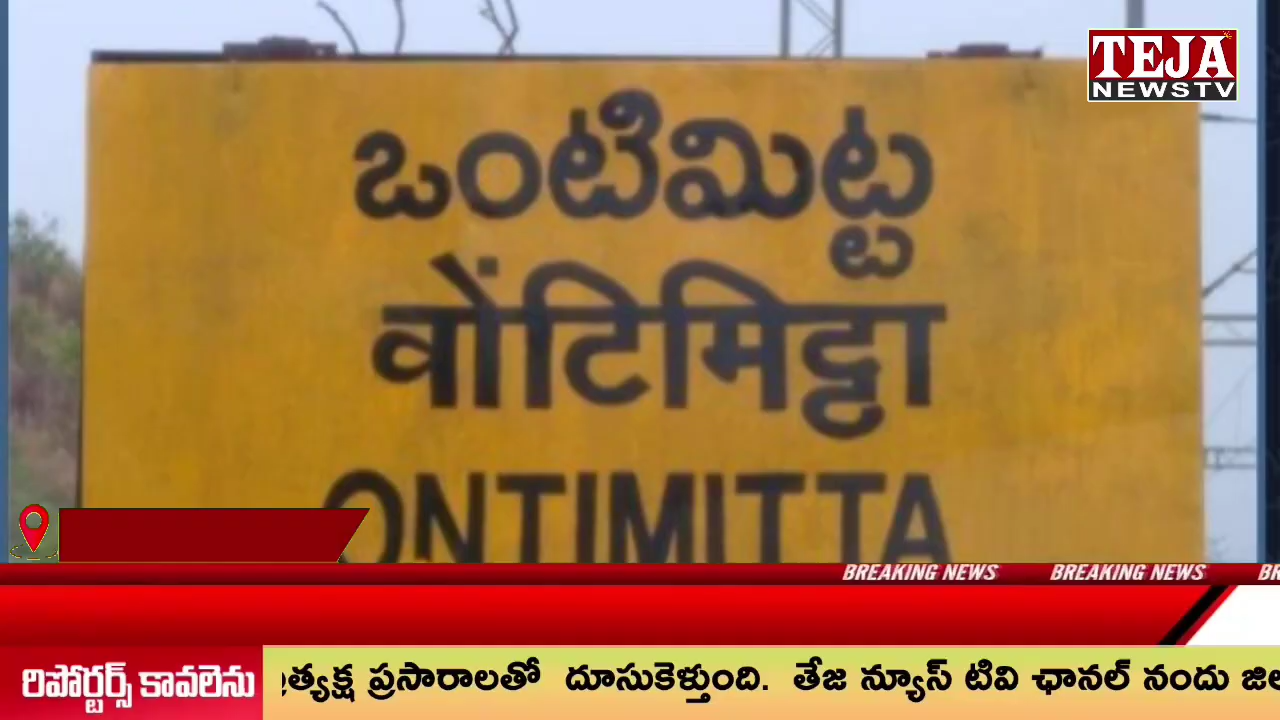 TEJA
NEWSTV
ఒంటిమిట్ట
वोंटिमिट्टा
ONTIMITTA
BREAKING NEWS BREAKING NEWS
రిపోర్టర్స్ కావలెను
ప్రసారాలతో దూసుకెళ్తుంది. తేజ న్యూస్ టివి ఛానల్ నందు